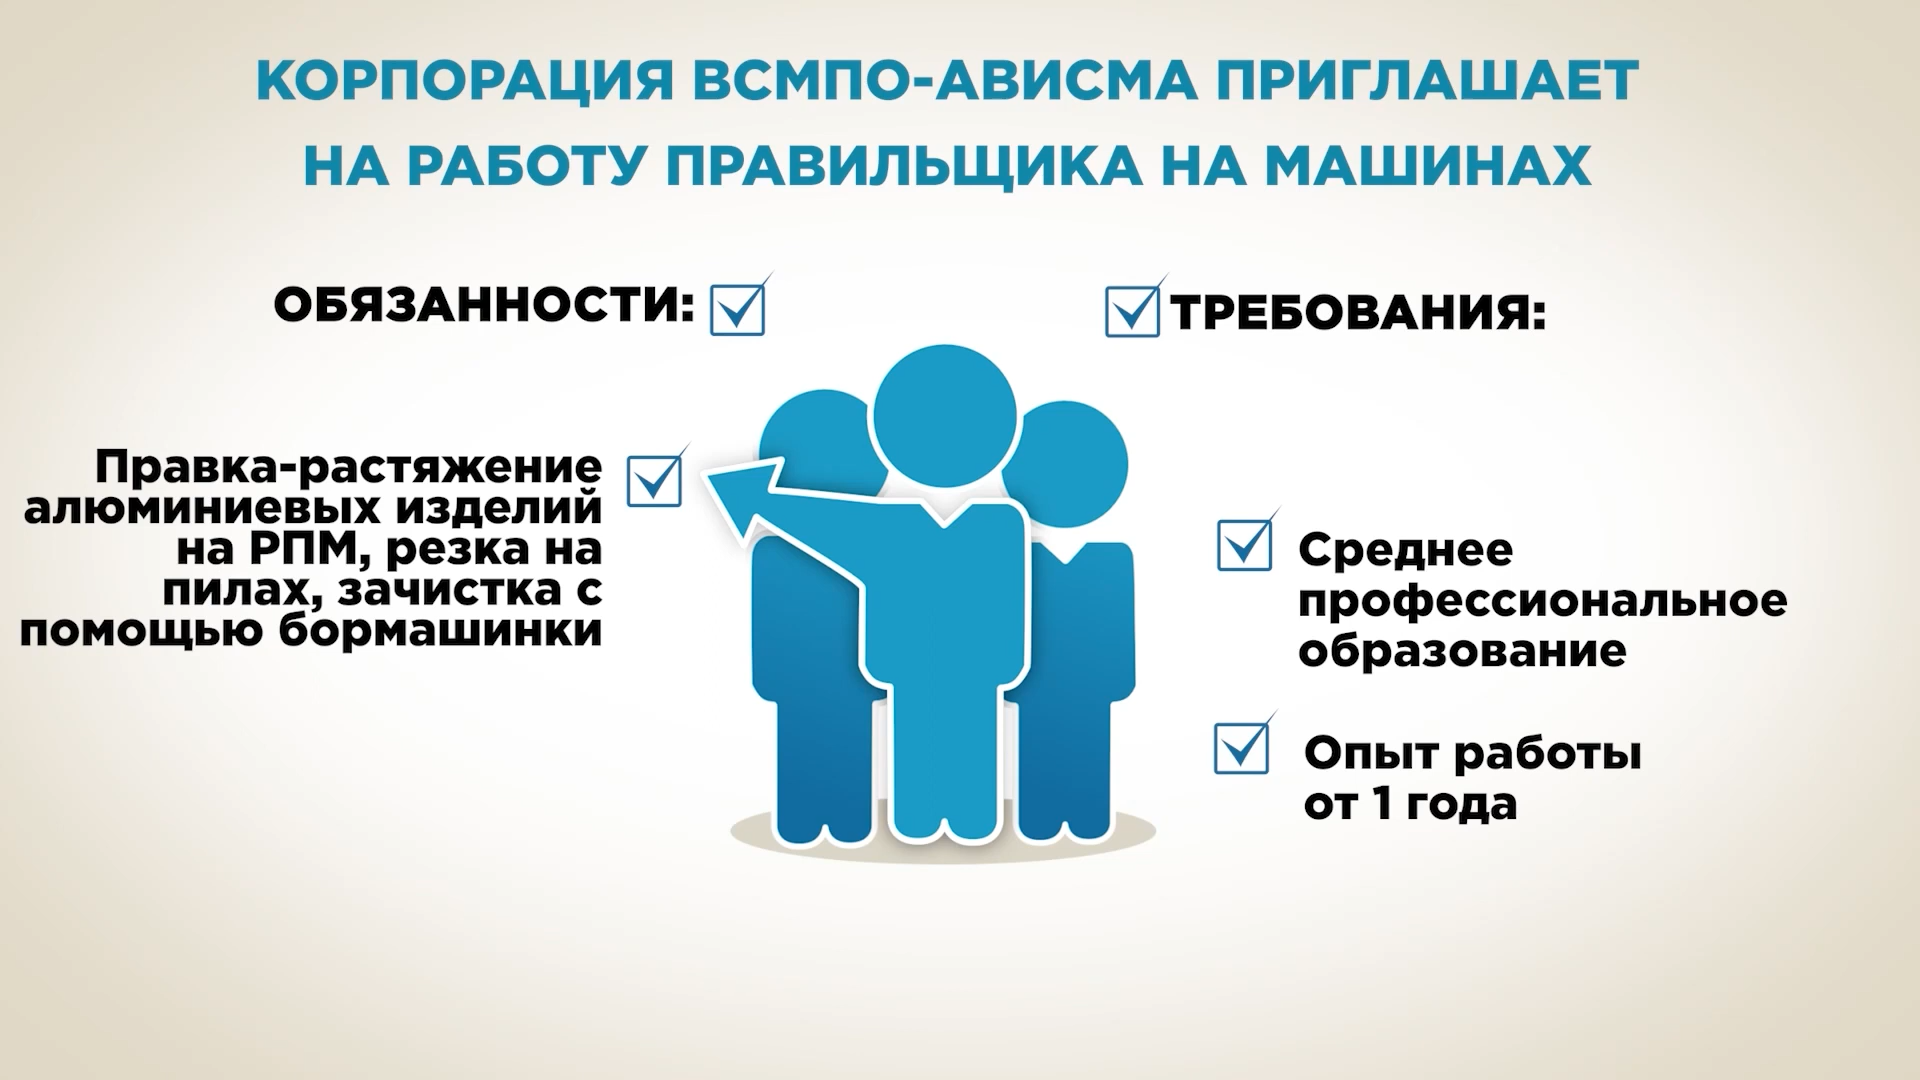 КОРПОРАЦИЯ ВСМПО-АВИСМА ПРИГЛАШАЕТ
НА РАБОТУ ПРАВИЛЬЩИКА НА МАШИНАХ
ОБЯЗАННОСТИ:
Правка-растяжение
алюминиевых изделий
на РПМ, резка на
пилах, зачистка с
помощью бормашинки
ТРЕБОВАНИЯ:
Среднее
профессиональное
образование
Опыт работы
от 1 года